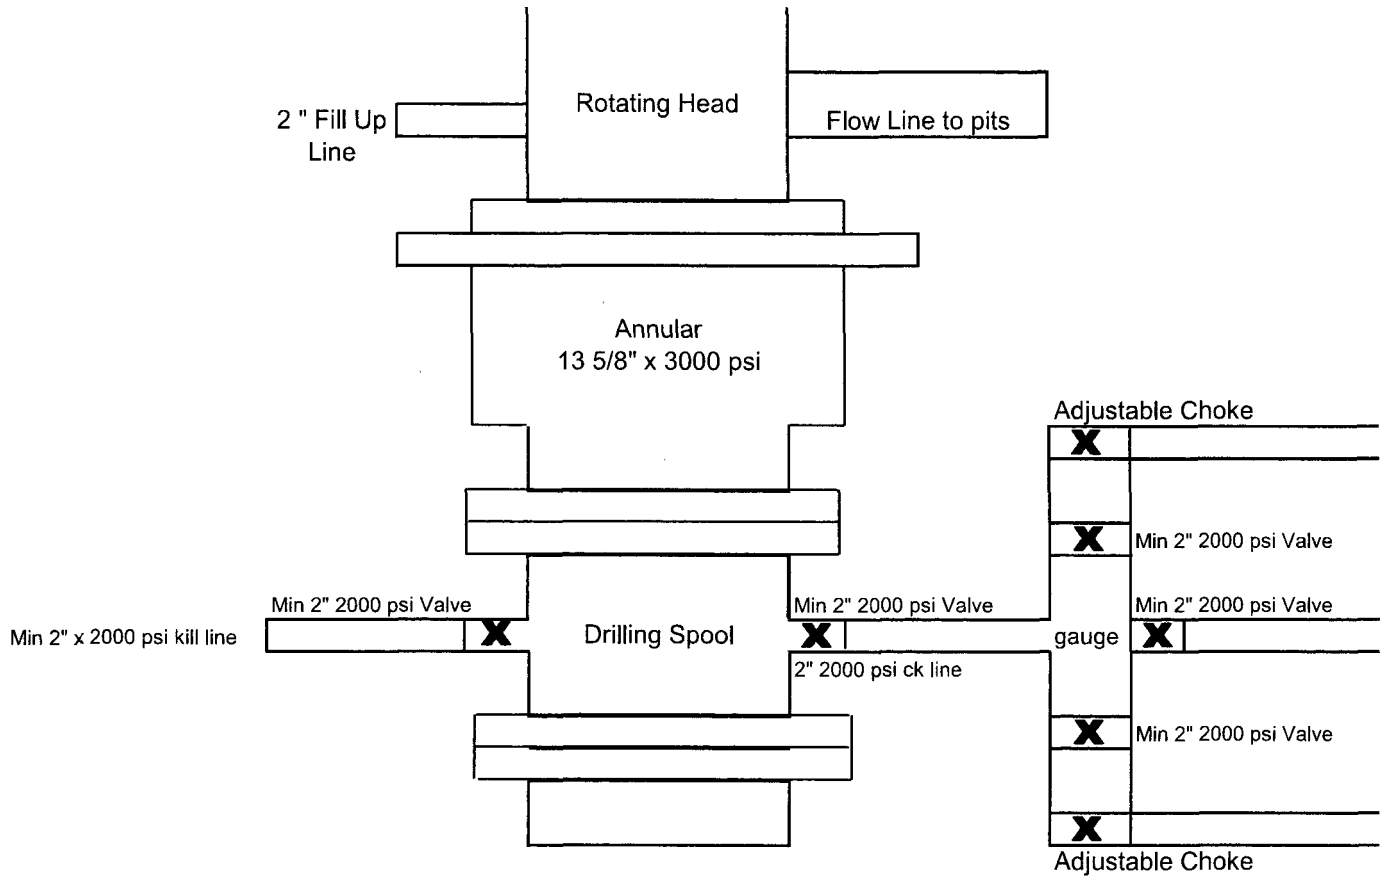 Rotating Head
2 " Fill Up
Line
Flow Line to pits
Annular
13 5/8" x 3000 psi
Adjustable Choke
X
X
Min 2" 2000 psi Valve
Min 2" 2000 psi Valve
Min 2" 2000 psi Valve
Min 2" 2000 psi Valve
Min 2" x 2000 psi kill line
X
Drilling Spool
X
gauge
X
2" 2000 psi ck line
X
Min 2" 2000 psi Valve
X
Adjustable Choke